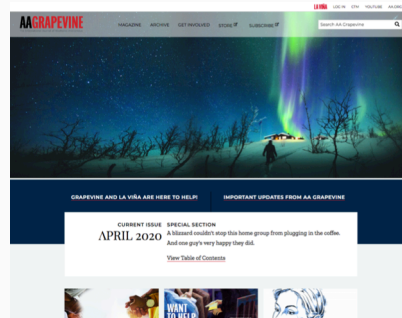 LA VIÑA LOG IN CTM YOUTUBE AA.ORG
AAGRAPEVINE MAGAZINE ARCHIVE GET INVOLVED STORE SUBSCRIBE Search AA Grapevine
GRAPEVINE AND LA VIÑA ARE HERE TO HELP! IMPORTANT UPDATES FROM AA GRAPEVINE
CURRENT ISSUE SPECIAL SECTION
APRIL 2020 A blizzard couldn't stop this home group from plugging in the coffee.
And one guy's very happy they did.
View Table of Contents
WANT
TO HELP